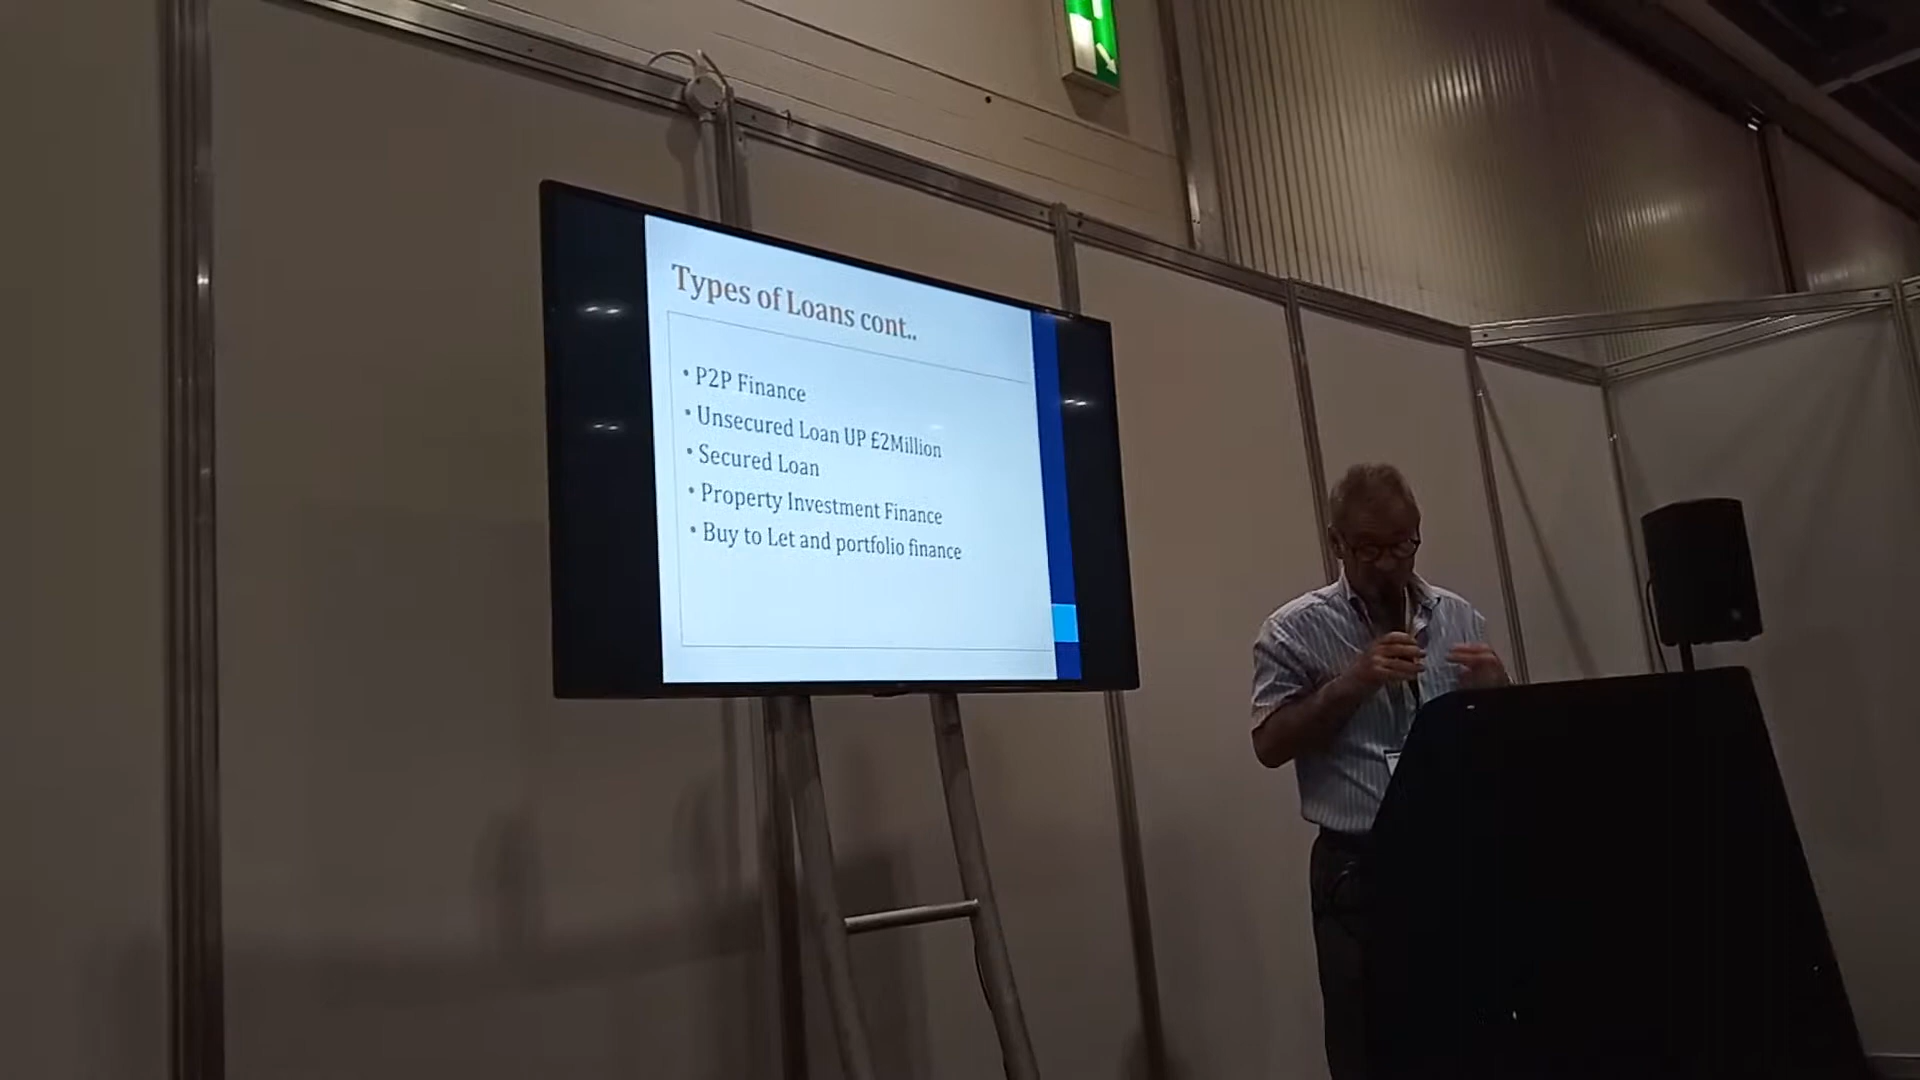 Types of Loans cont..
• P2P Finance
• Unsecured Loan UP £2Million
• Secured Loan
• Property Investment Finance
• Buy to Let and portfolio finance